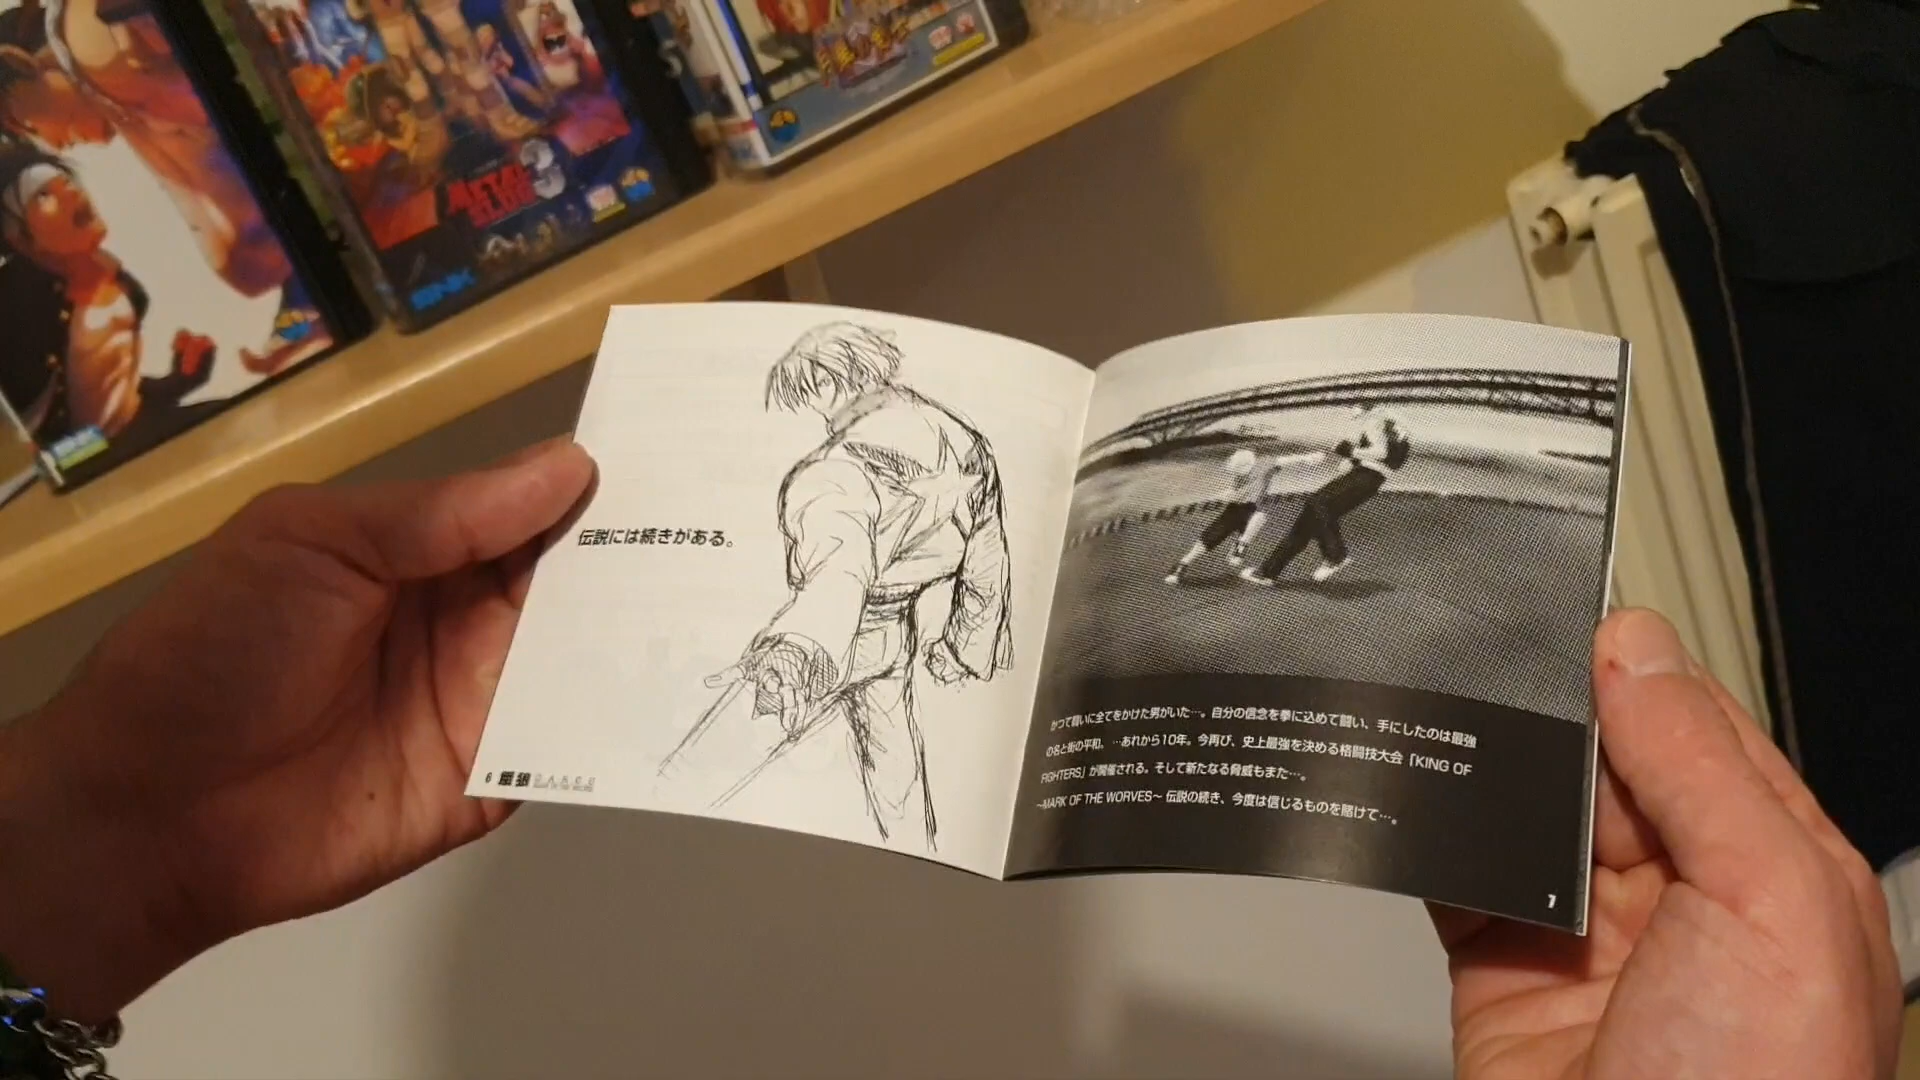 METAL
SLUG 3
SNK
伝説には続きがある。
6 餓狼
かつて闘いに全てをかけた男がいた…。自分の信念を拳に込めて闘い、手にしたのは最強
の名と街の平和。…あれから10年。今再び、史上最強を決める格闘技大会「KING OF
FIGHTERS」が開催される。そして新たなる脅威もまた…。
~MARK OF THE WORVES~ 伝説の続き、今度は信じるものを賭けて…。
7